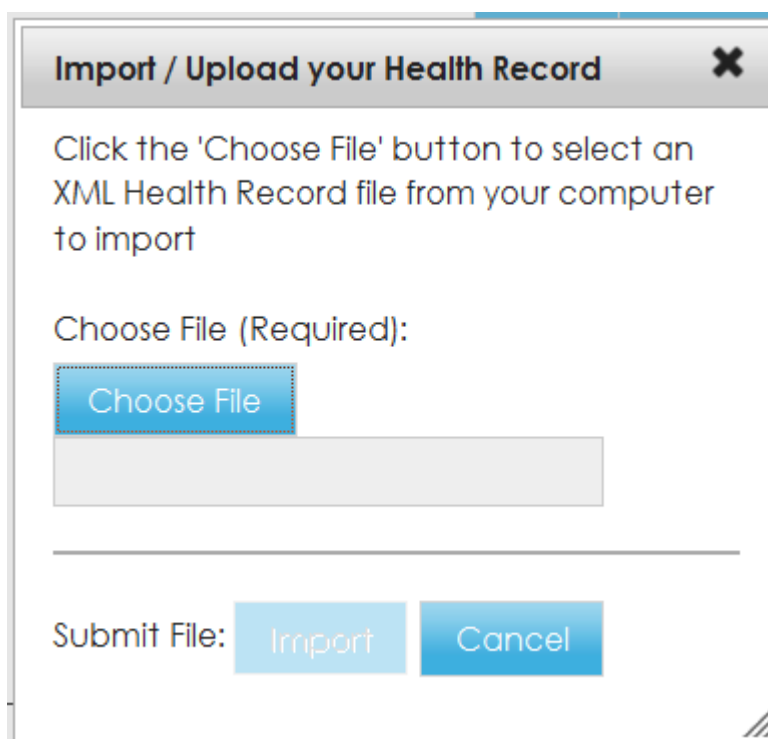 Import / Upload your Health Record
Click the 'Choose File' button to select an
XML Health Record file from your computer
to import
Choose File (Required):
Choose File
Submit File: Import Cancel